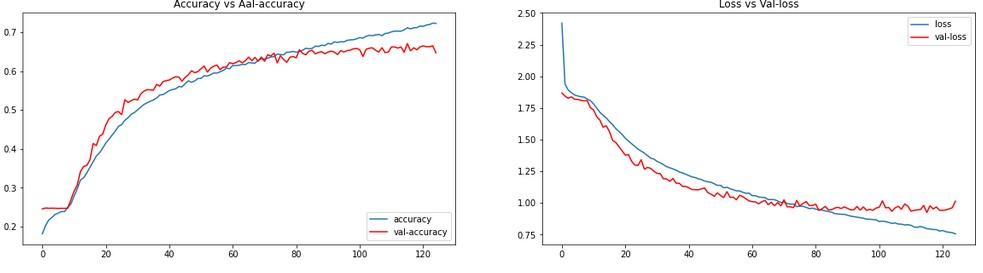 Accuracy vs Aal-accuracy
0.7
0.6
0.5
0.4
0.3
0.2
0 20 40 60 80 100 120
accuracy
val-accuracy
Loss vs Val-loss
2.50
2.25
2.00
1.75
1.50
1.25
1.00
0.75
0 20 40 60 80 100 120
loss
val-loss